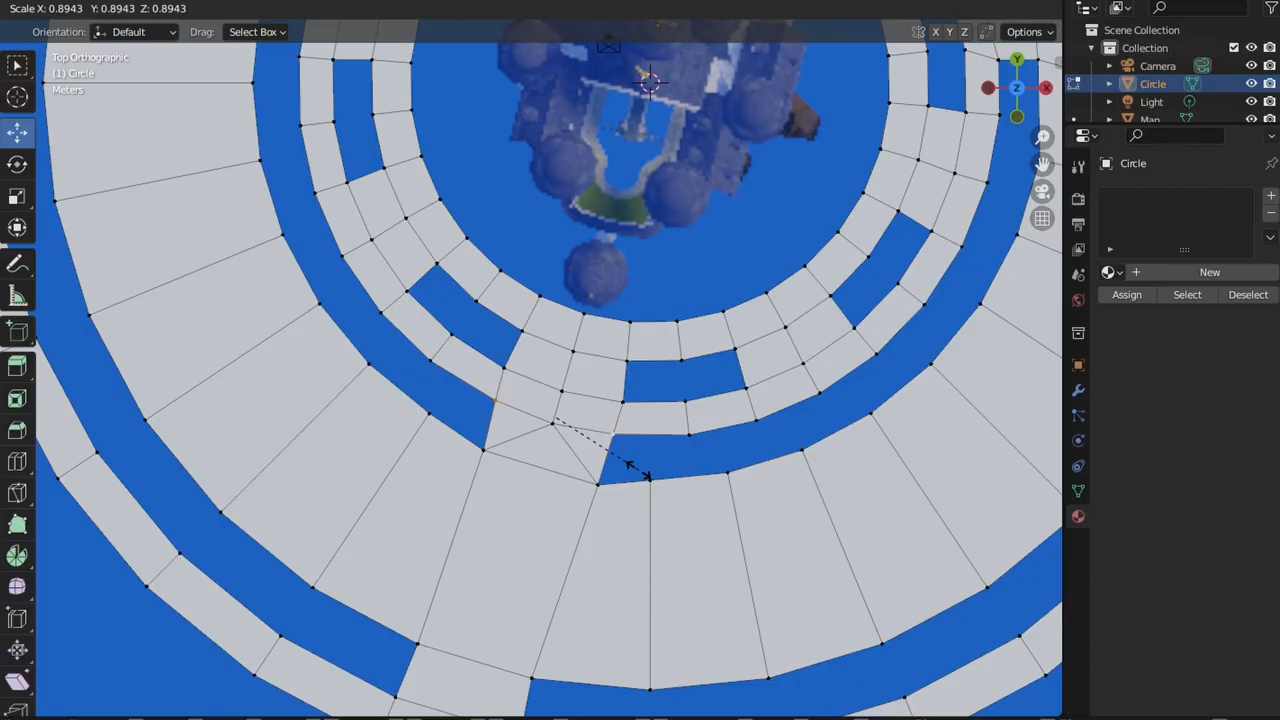 Scale X: 0.8943 Y: 0.8943 Z: 0.8943
Orientation: Default Drag: Select Box X Y Z Options
Top Orthographic
(1) Circle
Meters
Scene Collection
Collection
Camera
Circle
Light
Map
Y
Z
X
Circle
New
Assign Select Deselect